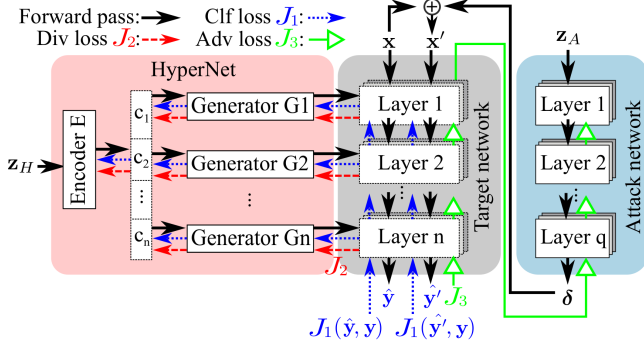 Forward pass: Clf loss J₁:
Div loss J₂: Adv loss J₃:
⊕
x x′ z_A
HyperNet
Encoder E
z_H
c₁
c₂
⋮
cₙ
Generator G1
Generator G2
⋮
Generator Gn
J₂
Layer 1
Layer 2
⋮
Layer n
Target network
ŷ ŷ′ J₃
J₁(ŷ, y) J₁(ŷ′, y)
Layer 1
Layer 2
⋮
Layer q
Attack network
δ